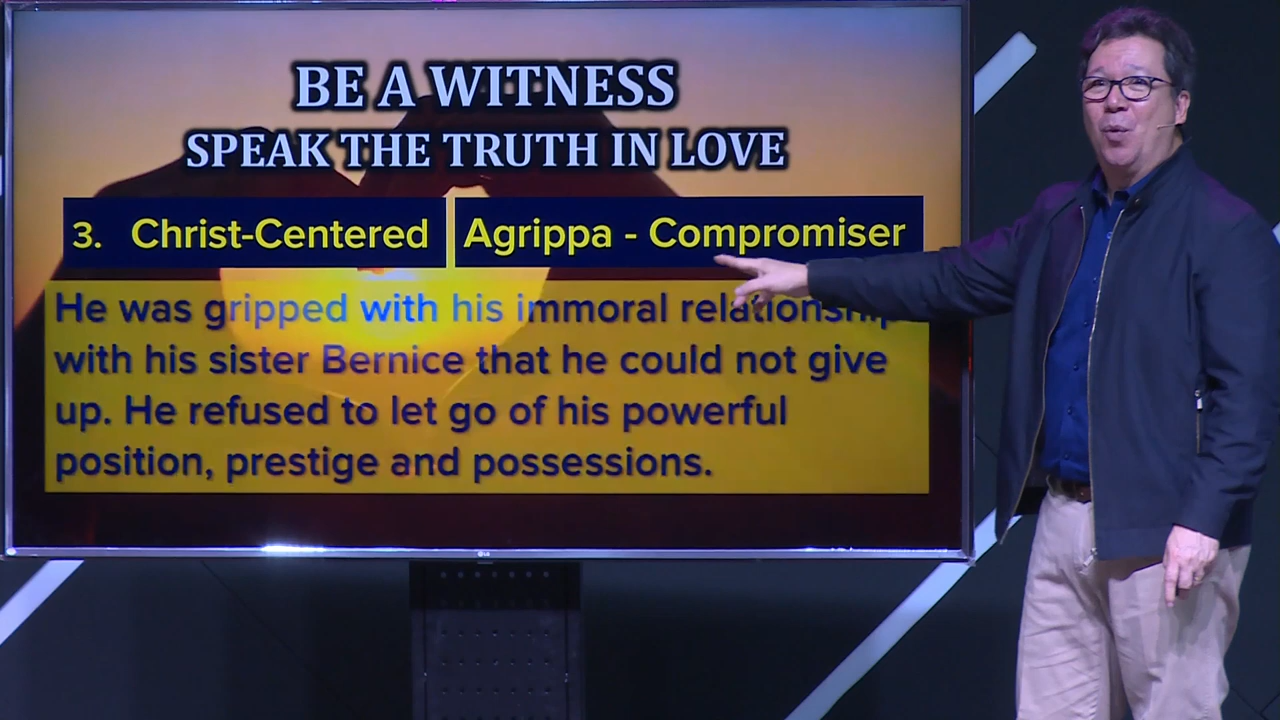 BE A WITNESS
SPEAK THE TRUTH IN LOVE
3. Christ-Centered Agrippa - Compromiser
He was gripped with his immoral
with his sister Bernice that he could not give
up. He refused to let go of his powerful
position, prestige and possessions.
LG